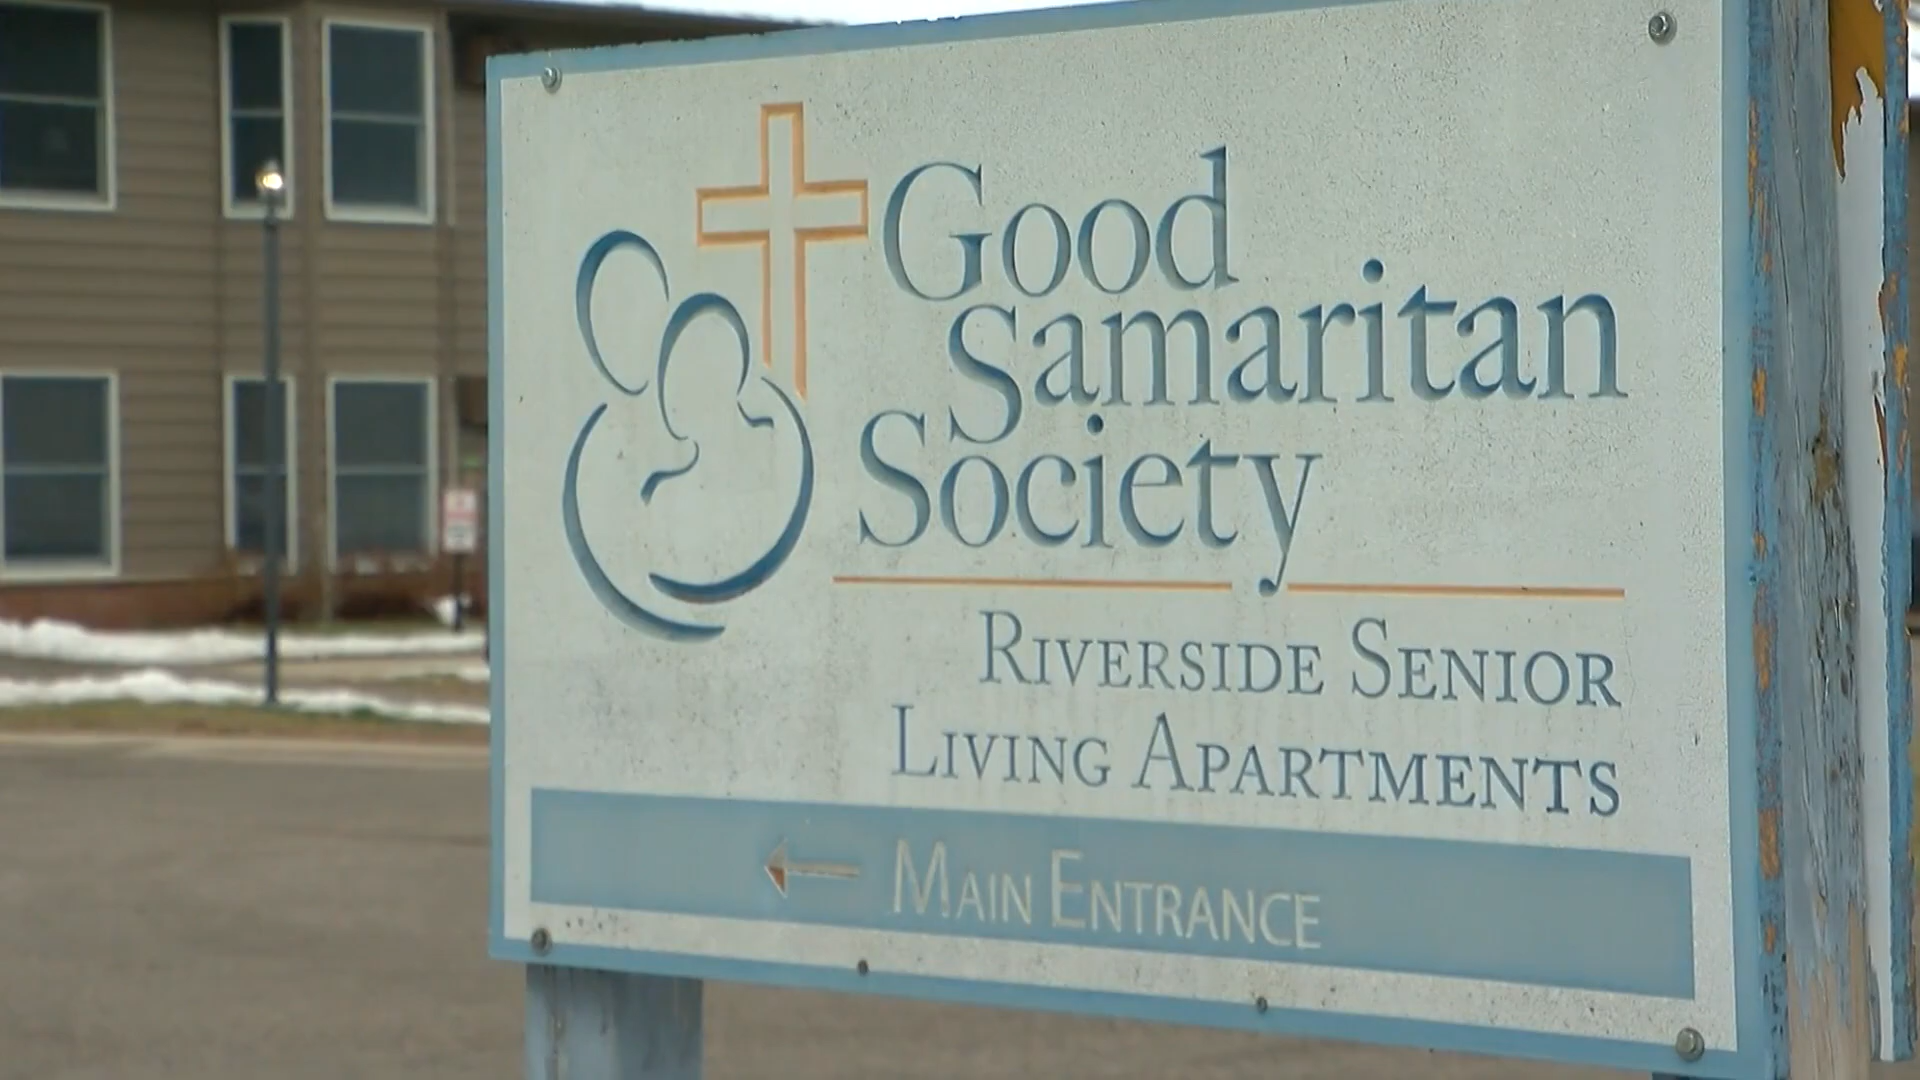 Good
Samaritan
Society
RIVERSIDE SENIOR
LIVING APARTMENTS
← MAIN ENTRANCE